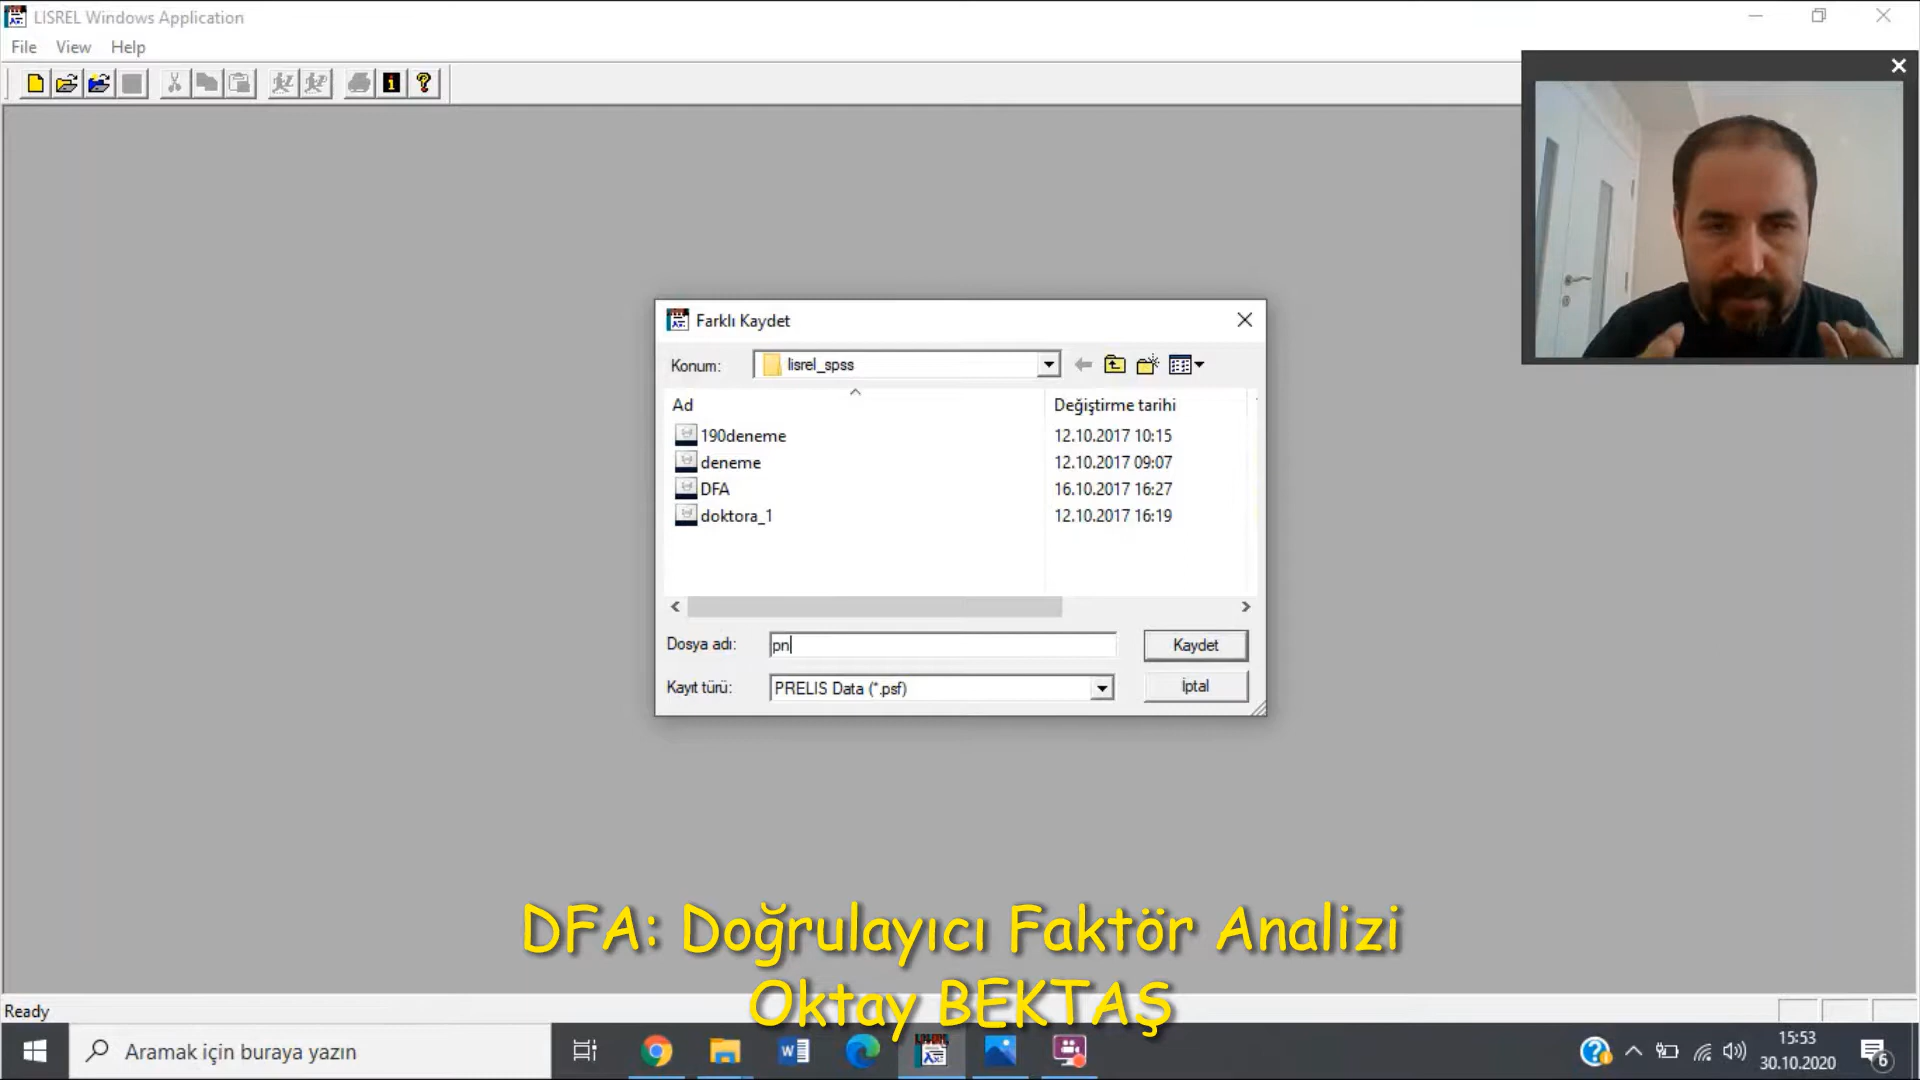 LISREL Windows Application
File View Help
Farklı Kaydet
Konum: lisrel_spss
Ad Değiştirme tarihi
190deneme 12.10.2017 10:15
deneme 12.10.2017 09:07
DFA 16.10.2017 16:27
doktora_1 12.10.2017 16:19
Dosya adı: pn Kaydet
Kayıt türü: PRELIS Data (*.psf) İptal
DFA: Doğrulayıcı Faktör Analizi
Oktay BEKTAŞ
Ready
Aramak için buraya yazın
15:53
30.10.2020
6